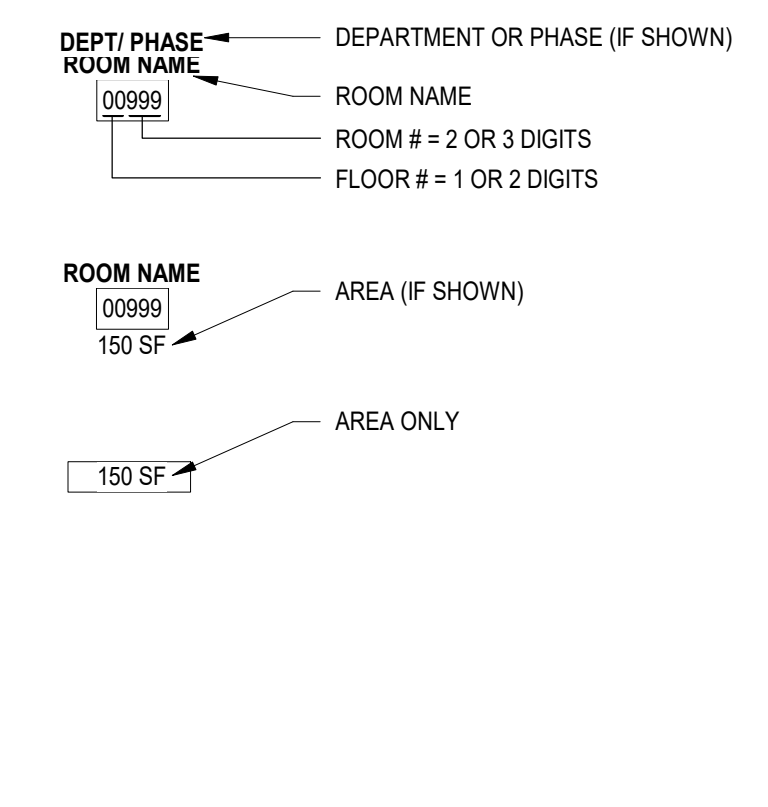 DEPT/ PHASE
DEPARTMENT OR PHASE (IF SHOWN)
ROOM NAME
ROOM NAME
00999
ROOM # = 2 OR 3 DIGITS
FLOOR # = 1 OR 2 DIGITS
ROOM NAME
00999
AREA (IF SHOWN)
150 SF
AREA ONLY
150 SF